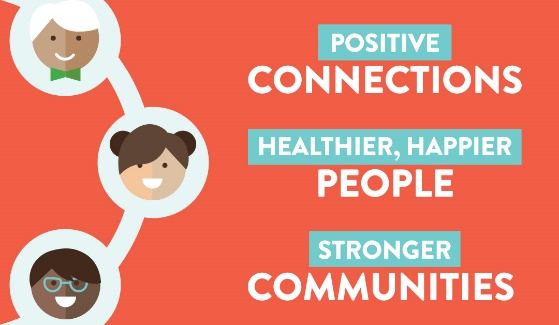 POSITIVE
CONNECTIONS
HEALTHIER, HAPPIER
PEOPLE
STRONGER
COMMUNITIES